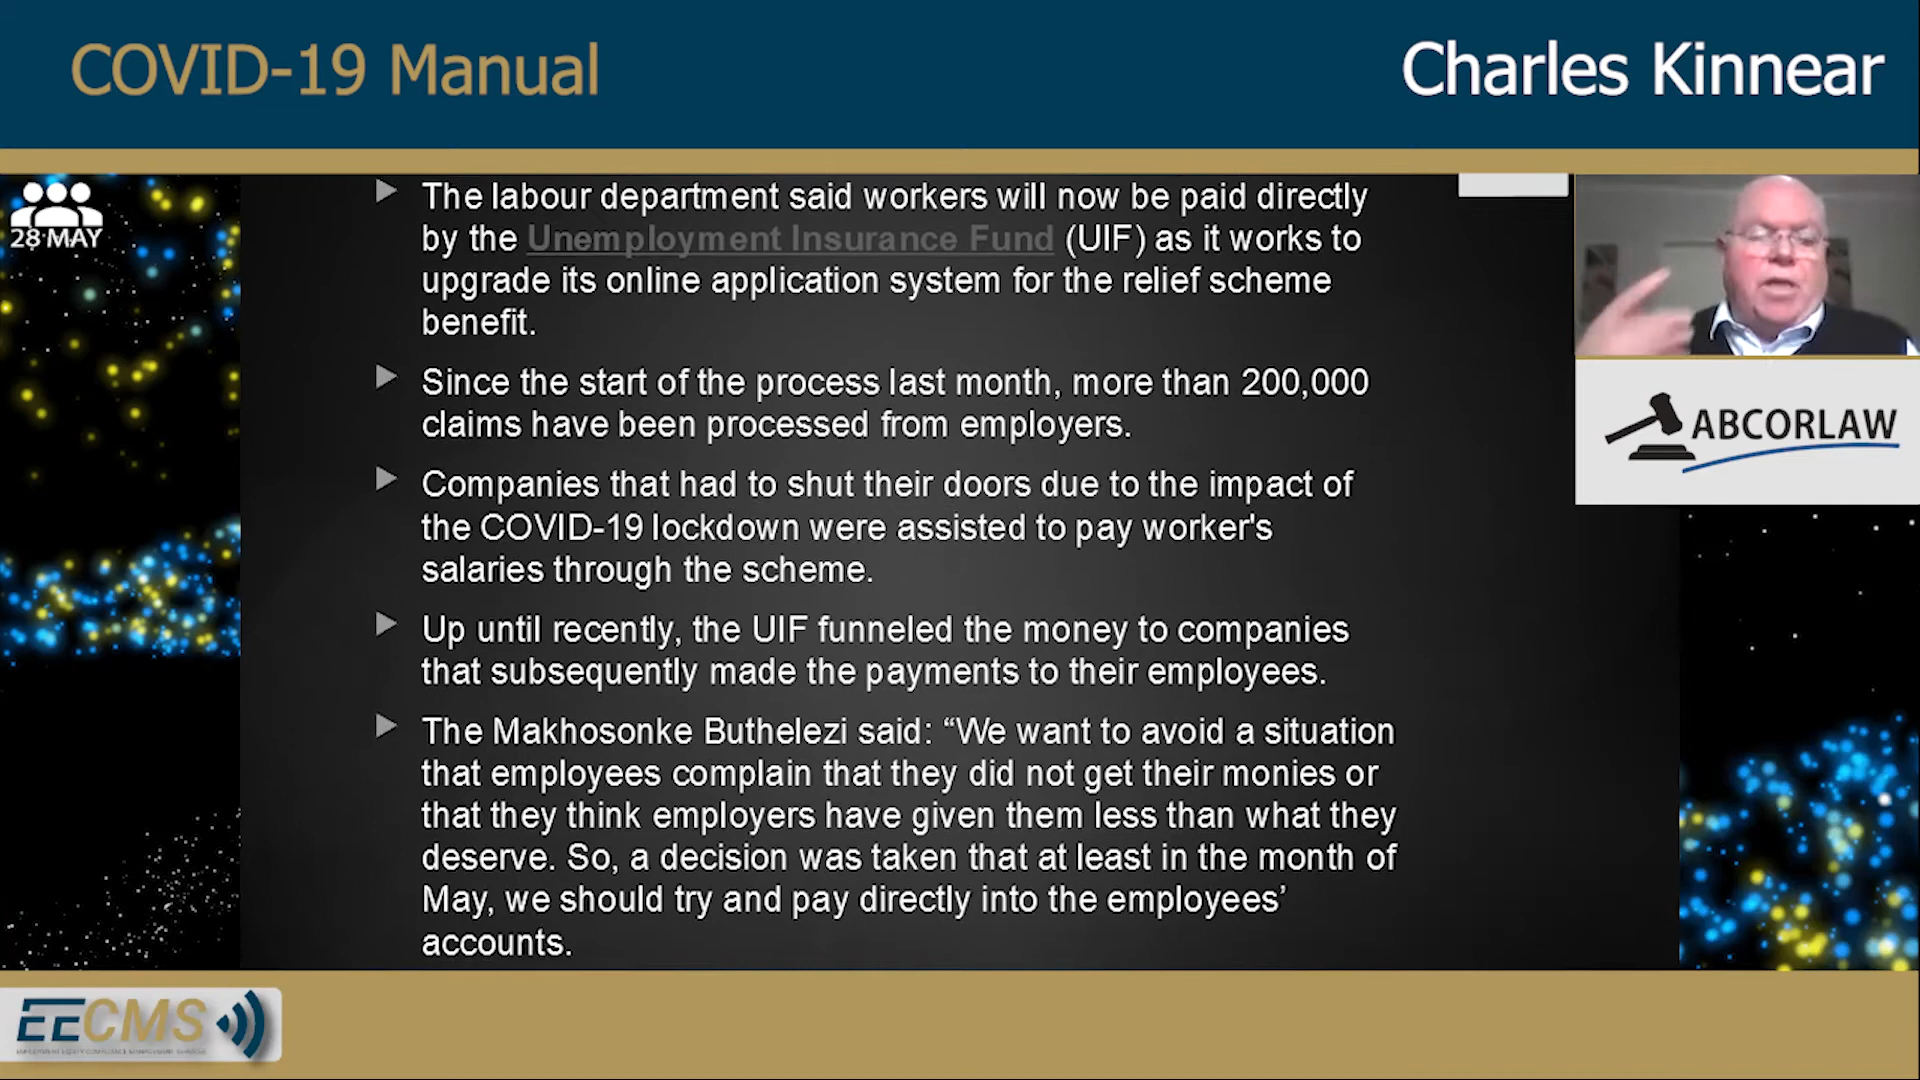 COVID-19 Manual
Charles Kinnear
28 MAY
The labour department said workers will now be paid directly
by the Unemployment Insurance Fund (UIF) as it works to
upgrade its online application system for the relief scheme
benefit.
Since the start of the process last month, more than 200,000
claims have been processed from employers.
Companies that had to shut their doors due to the impact of
the COVID-19 lockdown were assisted to pay worker's
salaries through the scheme.
Up until recently, the UIF funneled the money to companies
that subsequently made the payments to their employees.
The Makhosonke Buthelezi said: “We want to avoid a situation
that employees complain that they did not get their monies or
that they think employers have given them less than what they
deserve. So, a decision was taken that at least in the month of
May, we should try and pay directly into the employees’
accounts.
ABCORLAW
EECMS